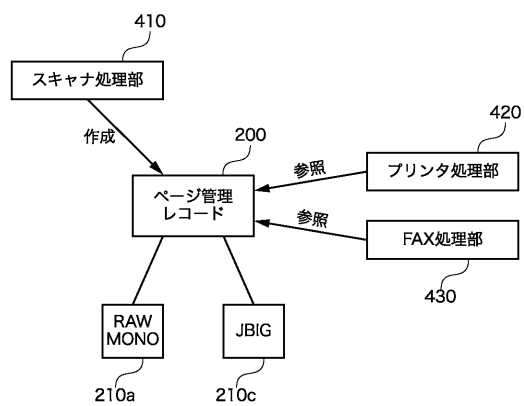 410
スキャナ処理部
作成
200
420
参照
プリンタ処理部
ページ管理
レコード
参照
FAX処理部
430
RAW
MONO
JBIG
210a
210c